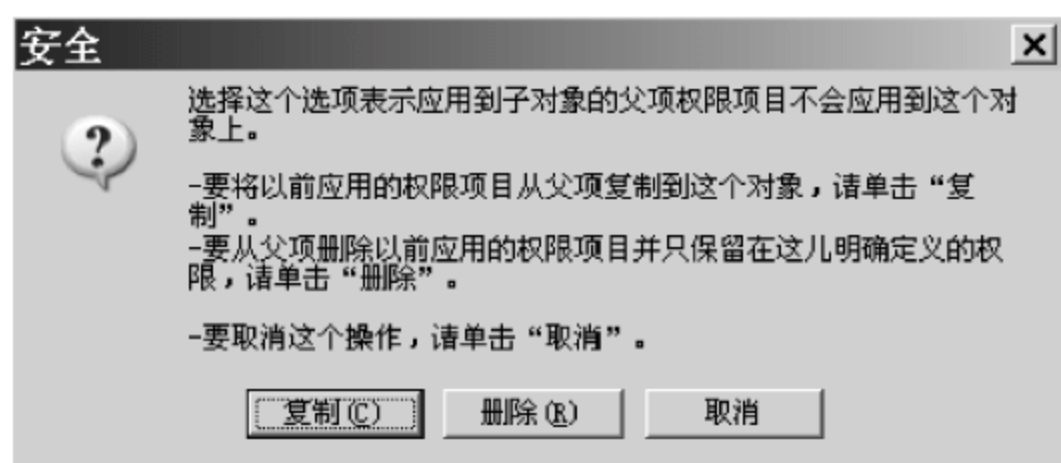 安全
选择这个选项表示应用到子对象的父项权限项目不会应用到这个对
象上。
-要将以前应用的权限项目从父项复制到这个对象，请单击“复
制”。
-要从父项删除以前应用的权限项目并只保留在这儿明确定义的权
限，请单击“删除”。
-要取消这个操作，请单击“取消”。
复制(C) 删除(R) 取消